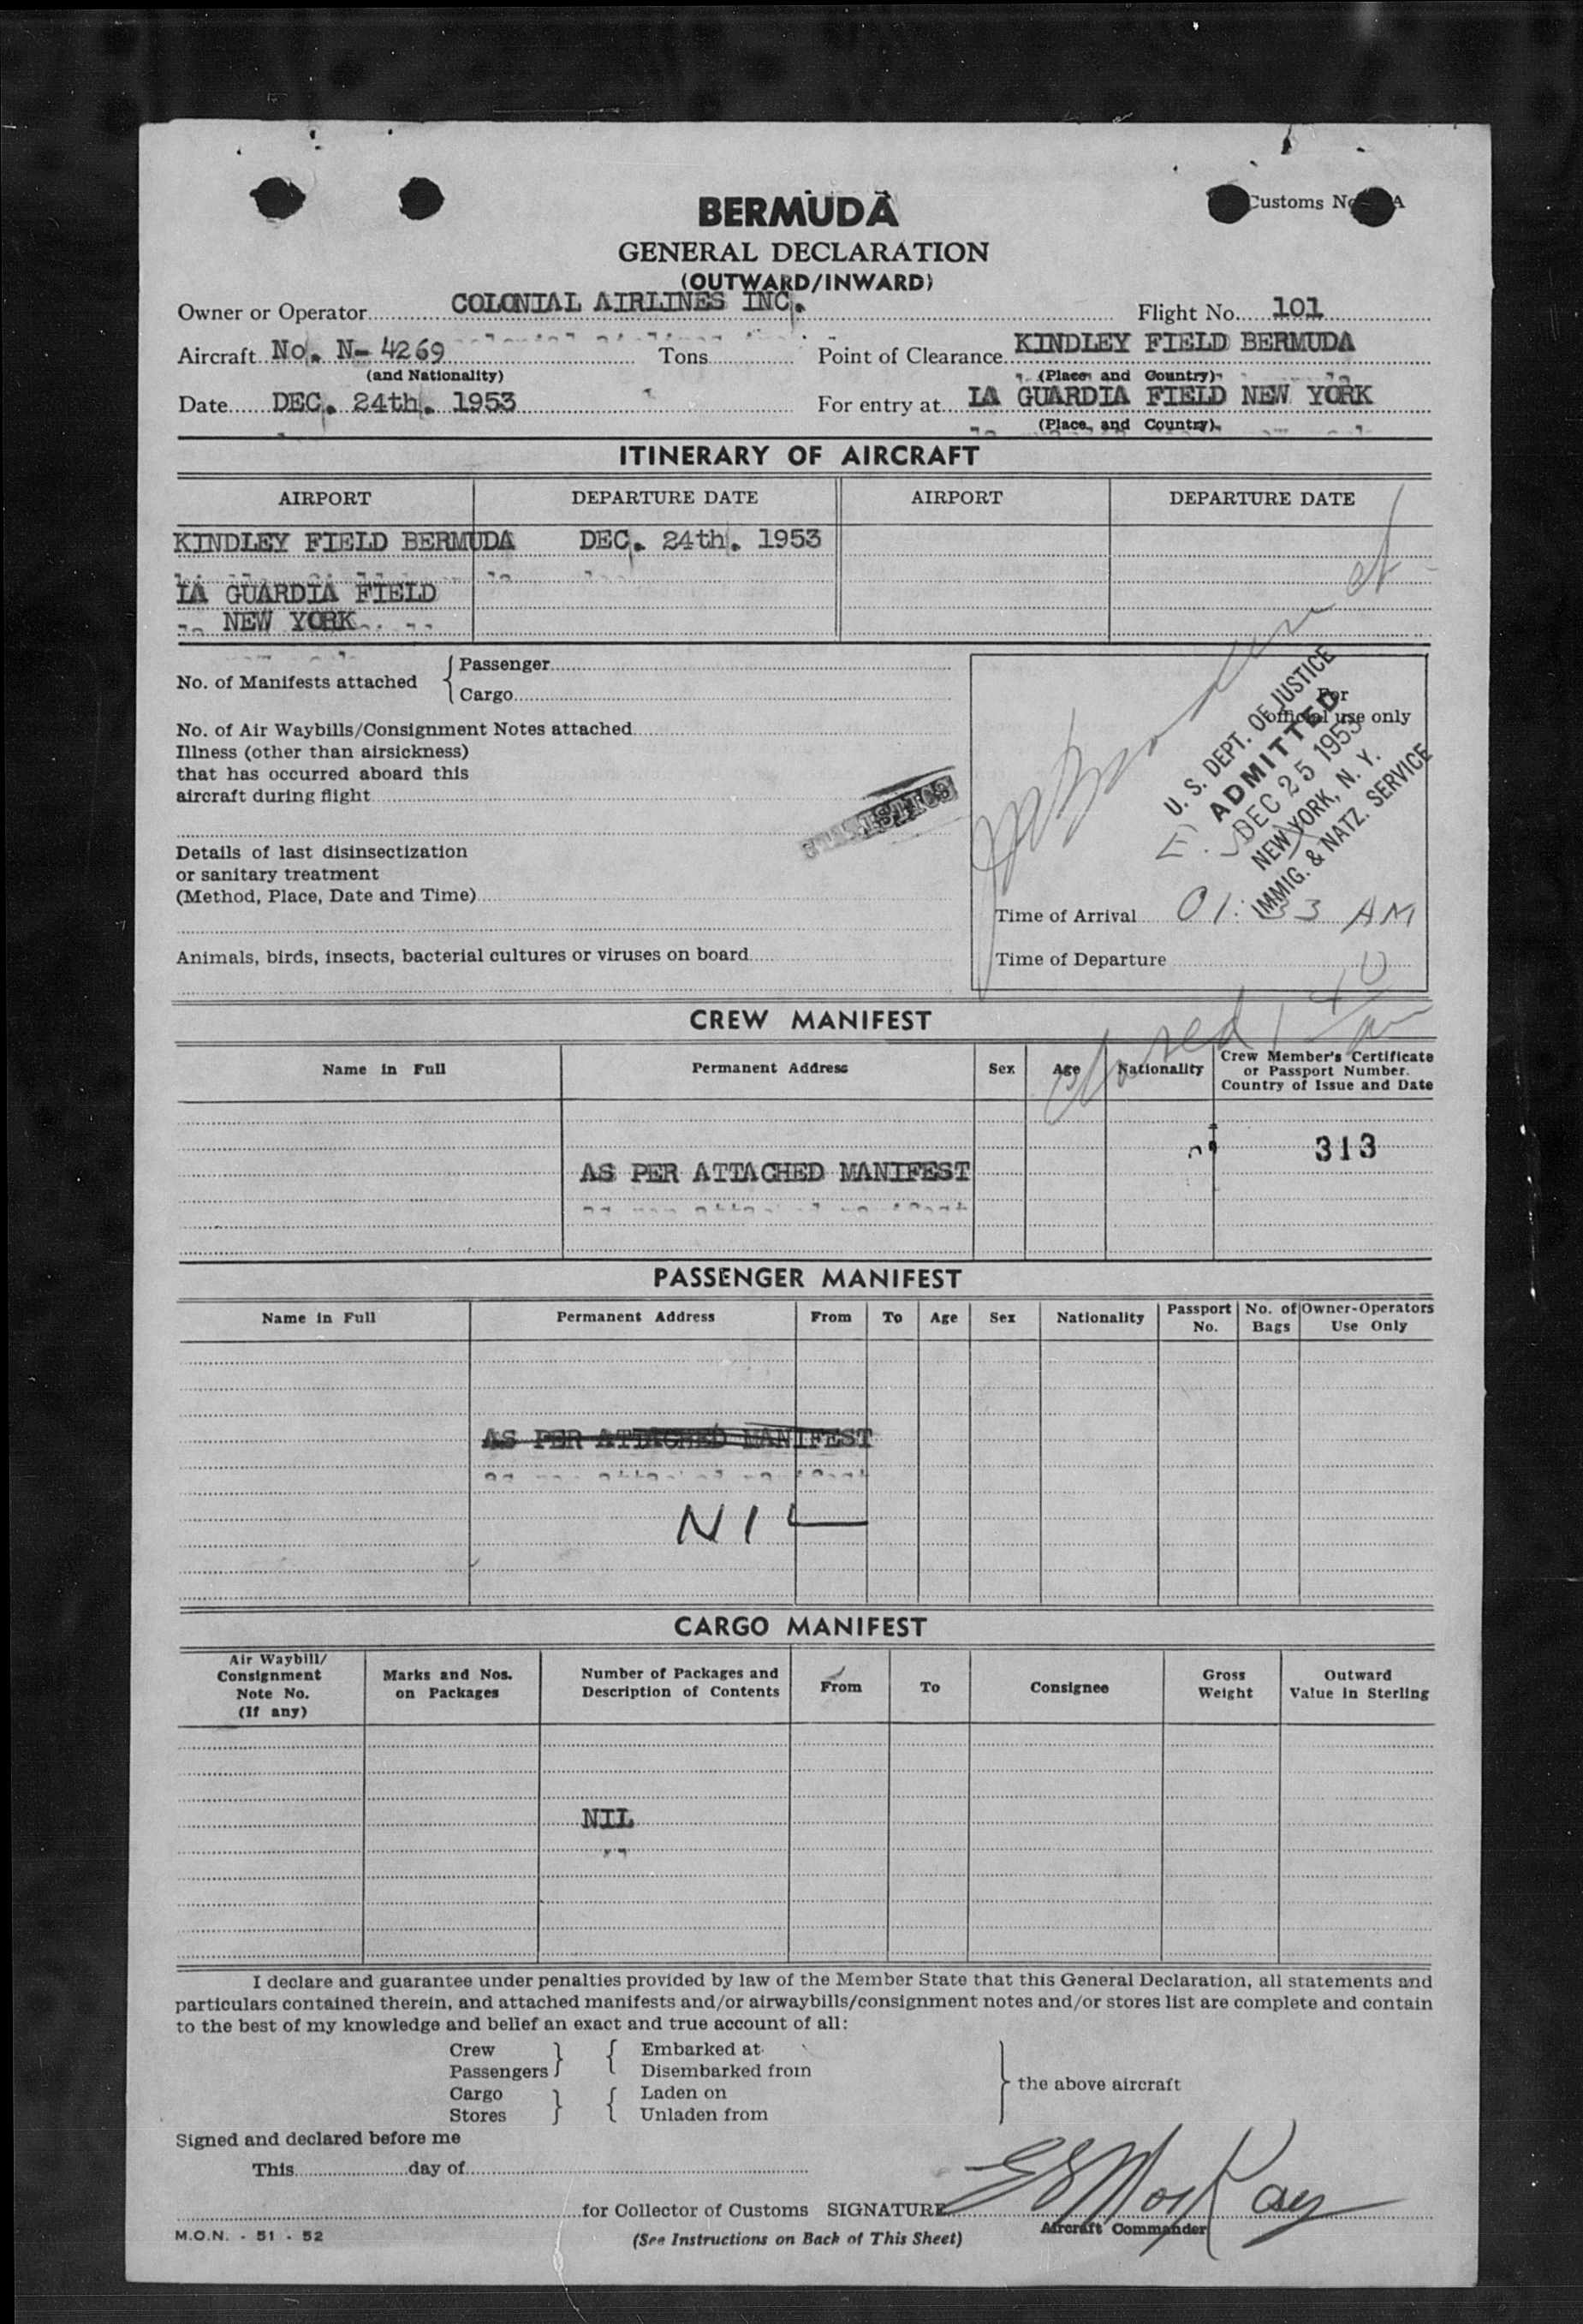 Customs No. A
BERMUDA
GENERAL DECLARATION
(OUTWARD/INWARD)
Owner or Operator COLONIAL AIRLINES INC. Flight No. 101
Aircraft No. N-4269 Tons Point of Clearance KINDLEY FIELD BERMUDA
(and Nationality) (Place and Country)
Date DEC. 24th. 1953 For entry at LA GUARDIA FIELD NEW YORK
(Place and Country)
ITINERARY OF AIRCRAFT
AIRPORT DEPARTURE DATE AIRPORT DEPARTURE DATE
KINDLEY FIELD BERMUDA DEC. 24th. 1953
LA GUARDIA FIELD
NEW YORK
No. of Manifests attached { Passenger
Cargo
For
official use only
U. S. DEPT. OF JUSTICE
ADMITTED
DEC 25 1953
NEW YORK, N. Y.
IMMIG. & NATZ. SERVICE
No. of Air Waybills/Consignment Notes attached
Illness (other than airsickness)
that has occurred aboard this
aircraft during flight
Details of last disinsectization
or sanitary treatment
(Method, Place, Date and Time)
Time of Arrival 01:33 AM
Animals, birds, insects, bacterial cultures or viruses on board
Time of Departure
CREW MANIFEST
Name in Full Permanent Address Sex Age Nationality Crew Member's Certificate
or Passport Number.
Country of Issue and Date
313
AS PER ATTACHED MANIFEST
PASSENGER MANIFEST
Name in Full Permanent Address From To Age Sex Nationality Passport No. No. of Bags Owner-Operators Use Only
AS PER ATTACHED MANIFEST
NIL
CARGO MANIFEST
Air Waybill/ Consignment Note No. (If any) Marks and Nos. on Packages Number of Packages and Description of Contents From To Consignee Gross Weight Outward Value in Sterling
NIL
I declare and guarantee under penalties provided by law of the Member State that this General Declaration, all statements and
particulars contained therein, and attached manifests and/or airwaybills/consignment notes and/or stores list are complete and contain
to the best of my knowledge and belief an exact and true account of all:
Crew } { Embarked at
Passengers Disembarked from
Cargo } { Laden on } the above aircraft
Stores Unladen from
Signed and declared before me
This day of
for Collector of Customs SIGNATURE
Aircraft Commander
M.O.N. - 51 - 52 (See Instructions on Back of This Sheet)